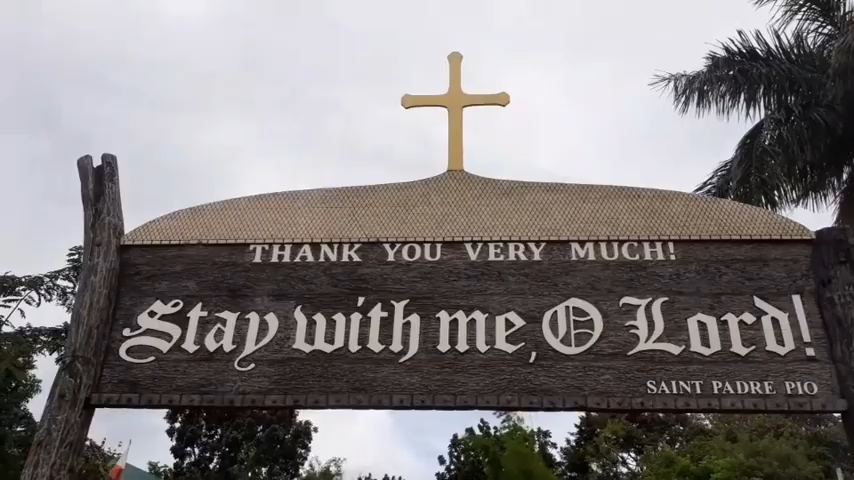 THANK YOU VERY MUCH!
Stay with me, O Lord!
SAINT PADRE PIO